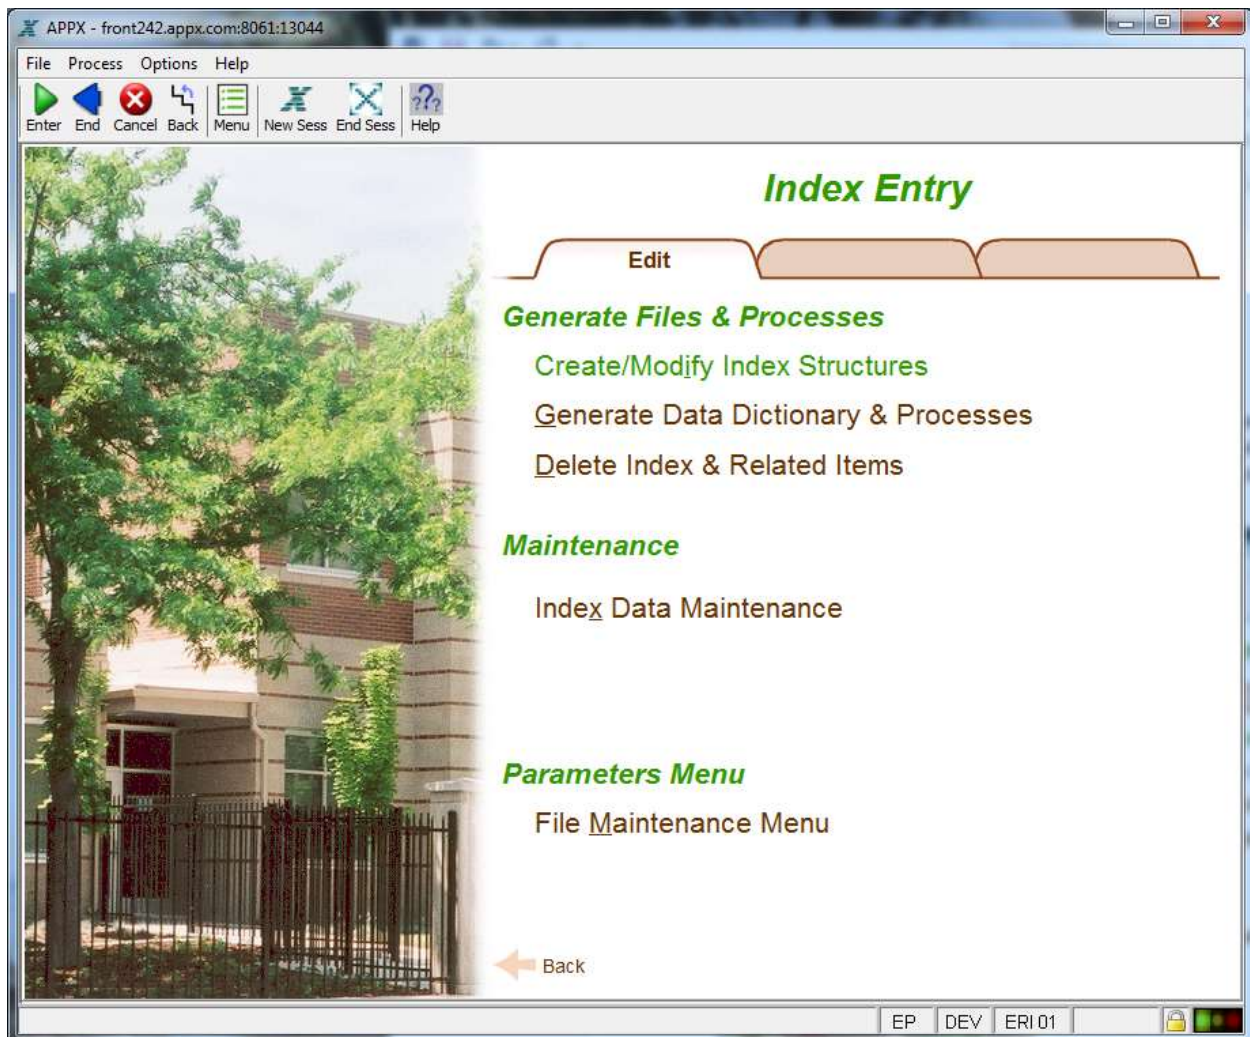 APPX - front242.appx.com:8061:13044
File Process Options Help
Enter End Cancel Back Menu New Sess End Sess Help
???
Index Entry
Edit
Generate Files & Processes
Create/Modify Index Structures
Generate Data Dictionary & Processes
Delete Index & Related Items
Maintenance
Index Data Maintenance
Parameters Menu
File Maintenance Menu
Back
EP DEV ERI 01